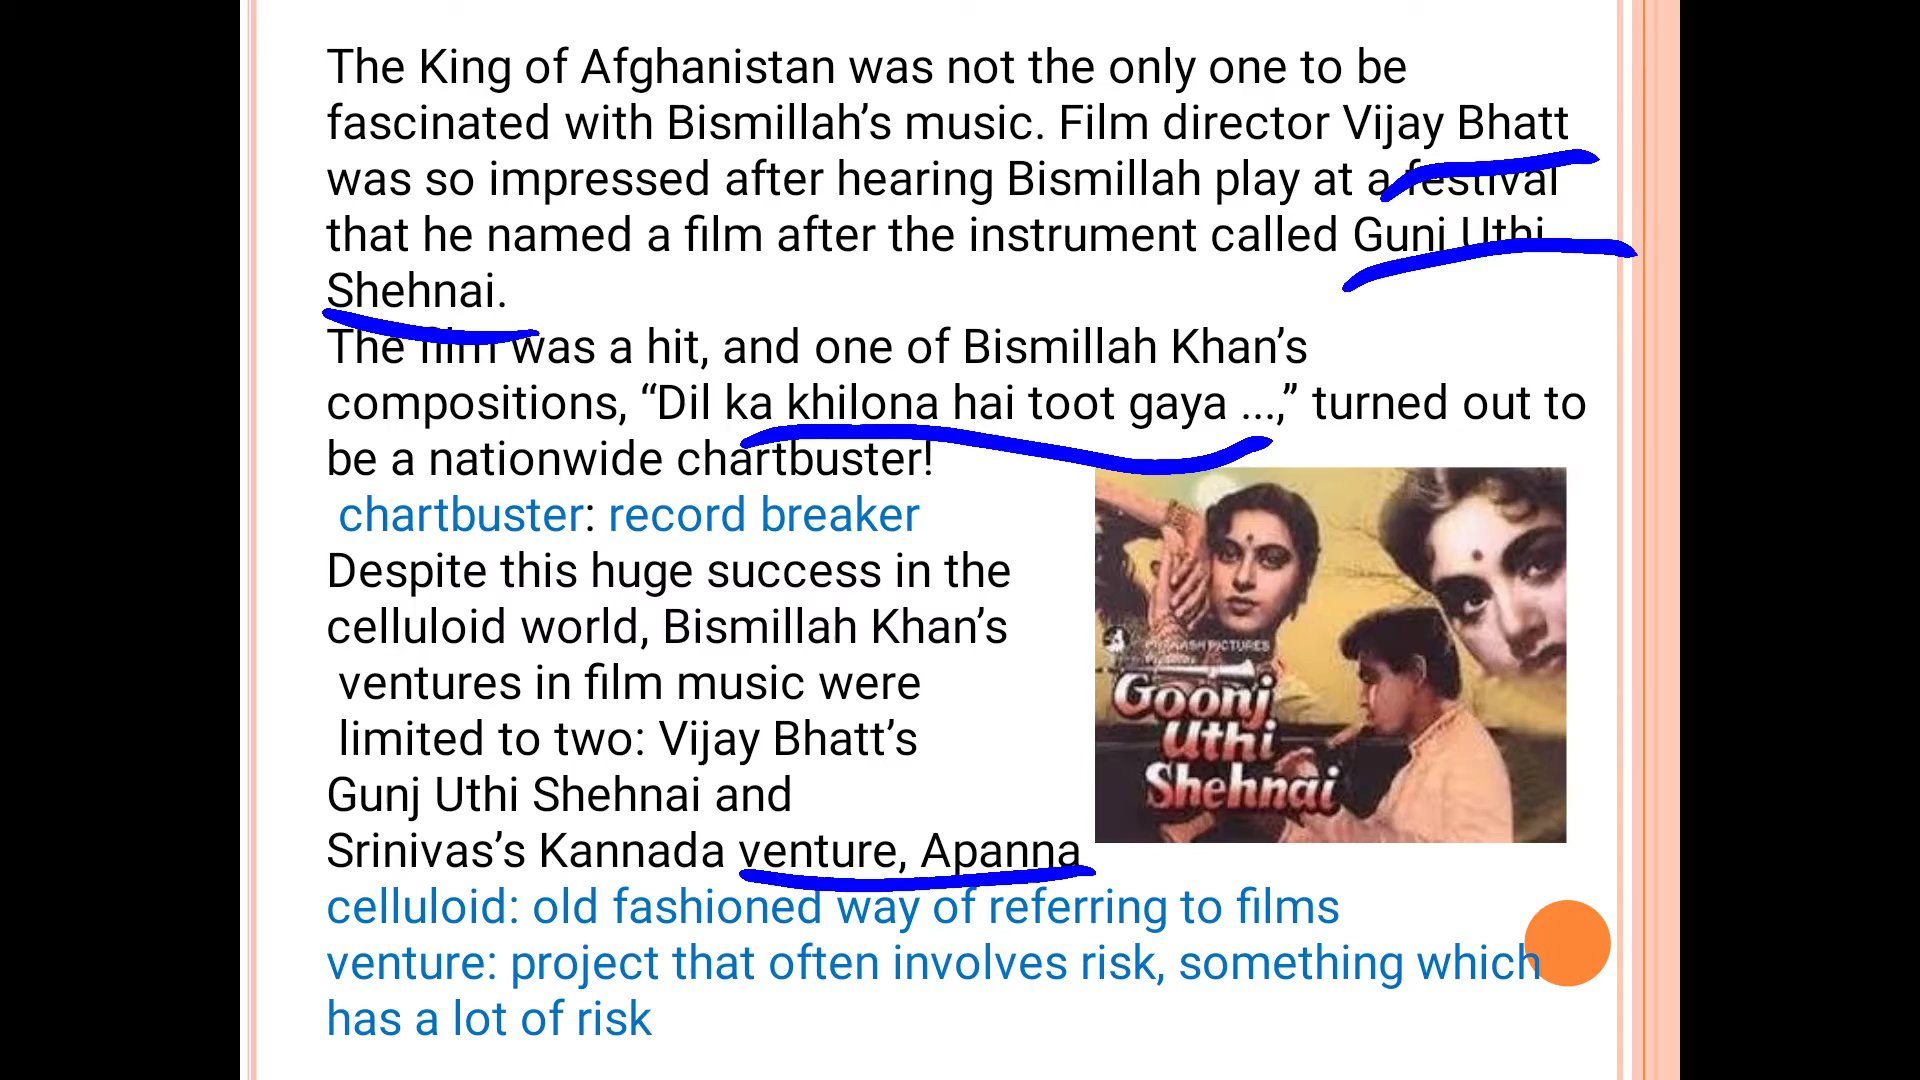 The King of Afghanistan was not the only one to be
fascinated with Bismillah’s music. Film director Vijay Bhatt
was so impressed after hearing Bismillah play at a festival
that he named a film after the instrument called Gunj Uthi
Shehnai.
The film was a hit, and one of Bismillah Khan’s
compositions, “Dil ka khilona hai toot gaya ...,” turned out to
be a nationwide chartbuster!
chartbuster: record breaker
Despite this huge success in the
celluloid world, Bismillah Khan’s
ventures in film music were
limited to two: Vijay Bhatt’s
Gunj Uthi Shehnai and
Srinivas’s Kannada venture, Apanna
celluloid: old fashioned way of referring to films
venture: project that often involves risk, something which
has a lot of risk
PICTURES
Goonj
Uthi
Shehnai